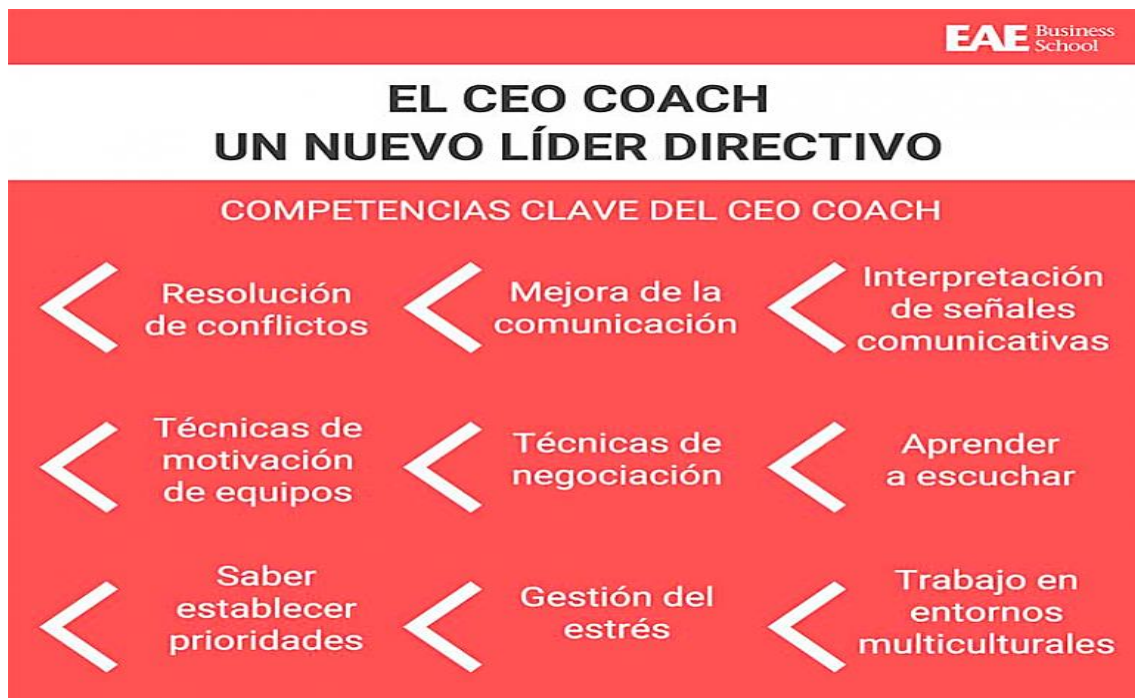 EAE Business
School
EL CEO COACH
UN NUEVO LÍDER DIRECTIVO
COMPETENCIAS CLAVE DEL CEO COACH
Resolución
de conflictos
Mejora de la
comunicación
Interpretación
de señales
comunicativas
Técnicas de
motivación
de equipos
Técnicas de
negociación
Aprender
a escuchar
Saber
establecer
prioridades
Gestión del
estrés
Trabajo en
entornos
multiculturales